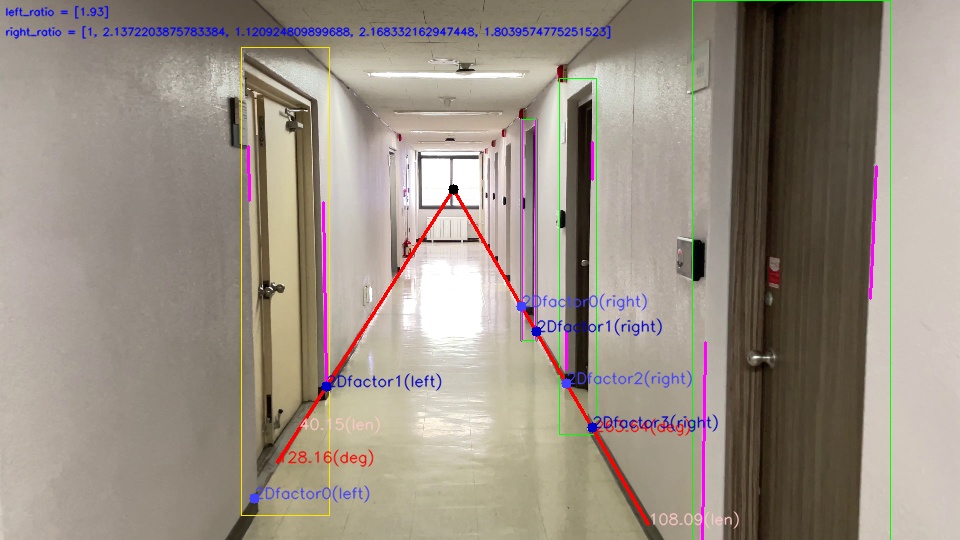 left_ratio = [1.93]
right_ratio = [1, 2.1372203875783384, 1.120924809899688, 2.168332162947448, 1.8039574775251523]
2Dfactor0(right)
2Dfactor1(right)
2Dfactor2(right)
2Dfactor1(left)
2Dfactor3(right)
40.15(len)
128.16(deg)
2Dfactor0(left)
108.09(len)